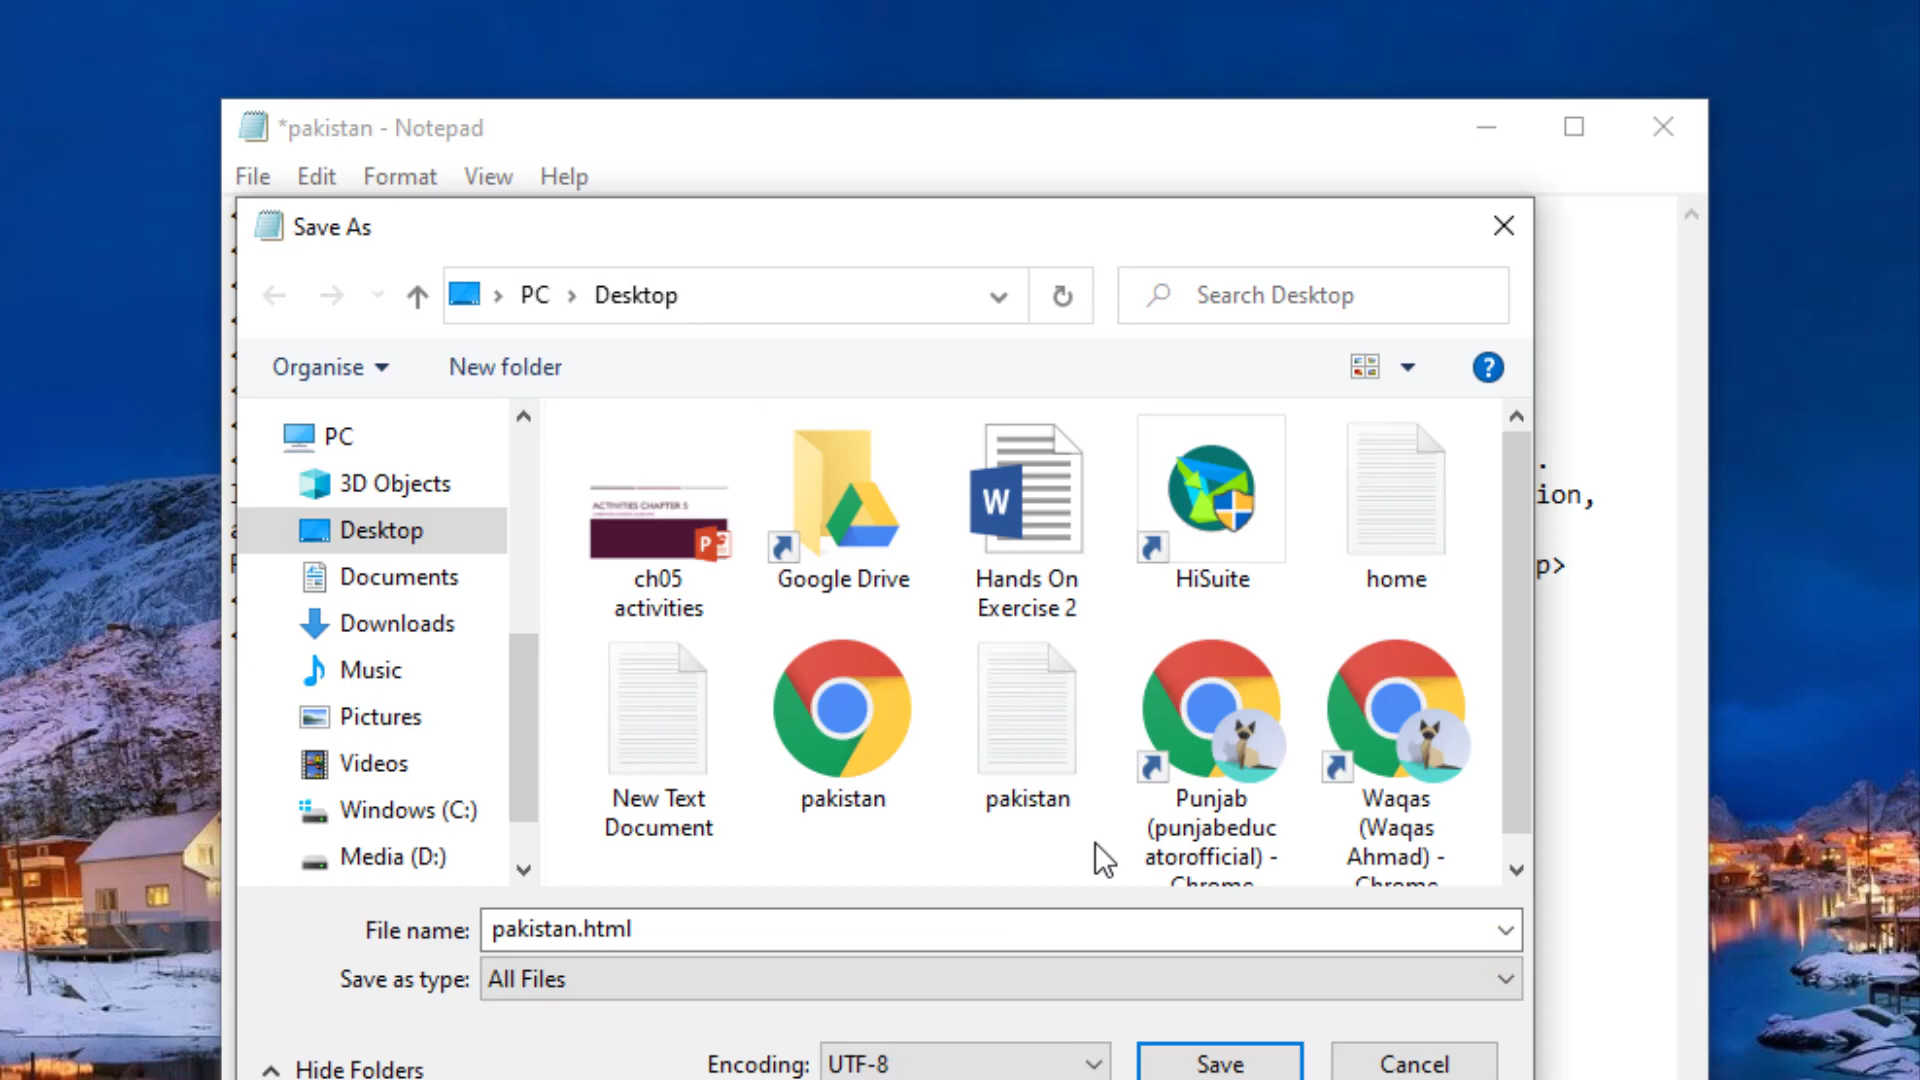 *pakistan - Notepad
File Edit Format View Help
Save As
PC > Desktop
Search Desktop
Organise
New folder
?
PC
3D Objects
Desktop
Documents
Downloads
Music
Pictures
Videos
Windows (C:)
Media (D:)
ACTIVITIES CHAPTER 5
ch05
activities
Google Drive
W
Hands On
Exercise 2
HiSuite
home
New Text
Document
pakistan
pakistan
Punjab
(punjabeduc
atorofficial) -
Chrome
Waqas
(Waqas
Ahmad) -
Chrome
ion,
p>
File name: pakistan.html
Save as type: All Files
Hide Folders
Encoding: UTF-8
Save
Cancel